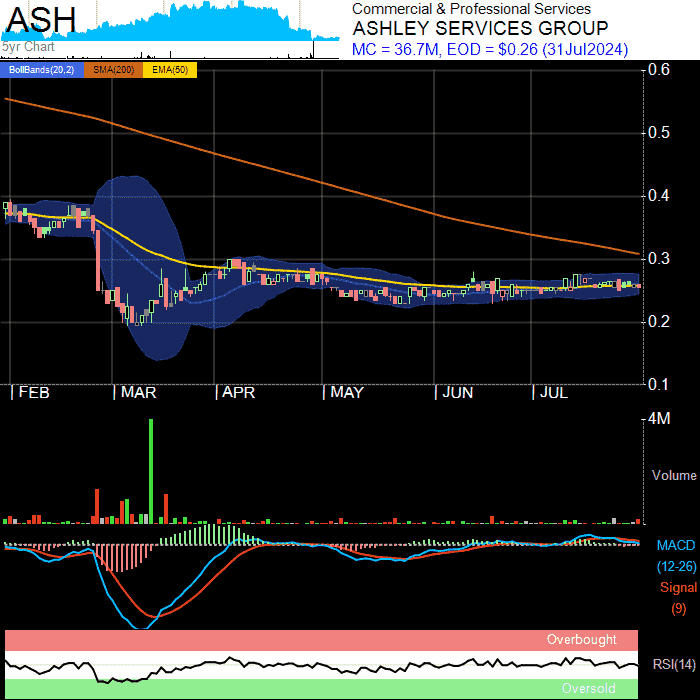 ASH
5yr Chart
Commercial & Professional Services
ASHLEY SERVICES GROUP
MC = 36.7M, EOD = $0.26 (31Jul2024)
BollBands(20,2) SMA(200) EMA(50)
0.6
0.5
0.4
0.3
0.2
0.1
FEB MAR APR MAY JUN JUL
4M
Volume
MACD
(12-26)
Signal
(9)
Overbought
RSI(14)
Oversold